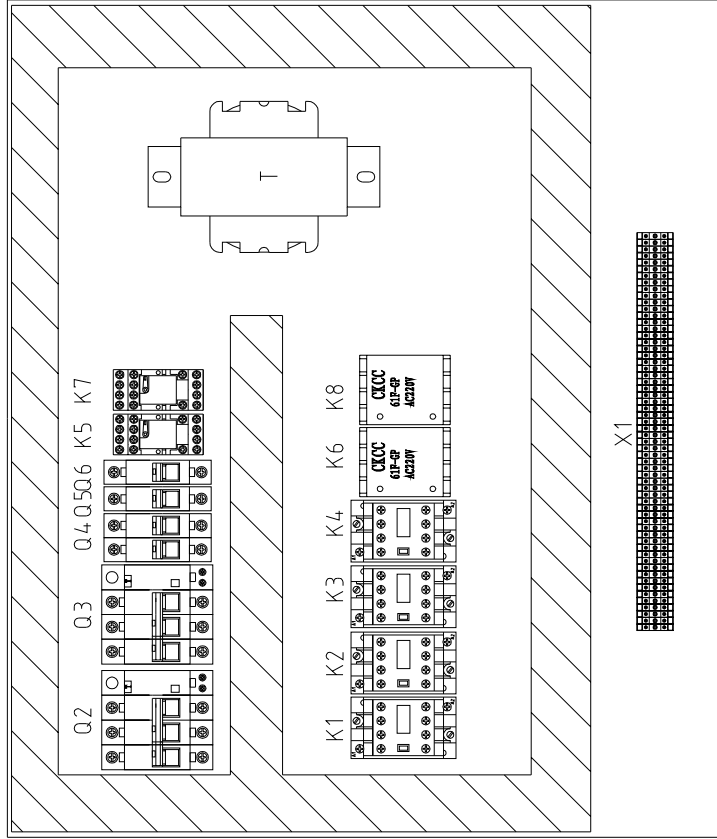 T
K7
K5
Q6
Q5
Q4
Q3
Q2
K8
CKCC
61F-GP
AC220V
K6
CKCC
61F-GP
AC220V
K4
K3
K2
K1
X1